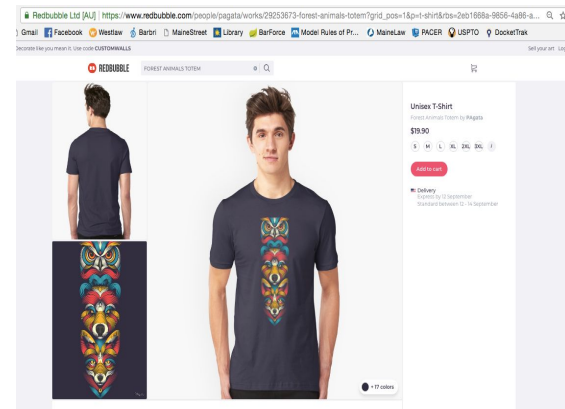 Redbubble Ltd [AU] | https://www.redbubble.com/people/pagata/works/29253673-forest-animals-totem?grid_pos=1&p=t-shirt&rbs=2eb1668a-9856-4a86-a...
Gmail Facebook Westlaw Barbri MaineStreet Library BarForce Model Rules of Pr... MaineLaw PACER USPTO DocketTrak
Decorate like you mean it. Use code CUSTOMWALLS
Sell your art Log
REDBUBBLE FOREST ANIMALS TOTEM
Unisex T-Shirt
Forest Animals Totem by PAgata
$19.90
S M L XL 2XL 3XL
Add to cart
Delivery
Express by 12 September
Standard between 12 - 14 September
+ 17 colors